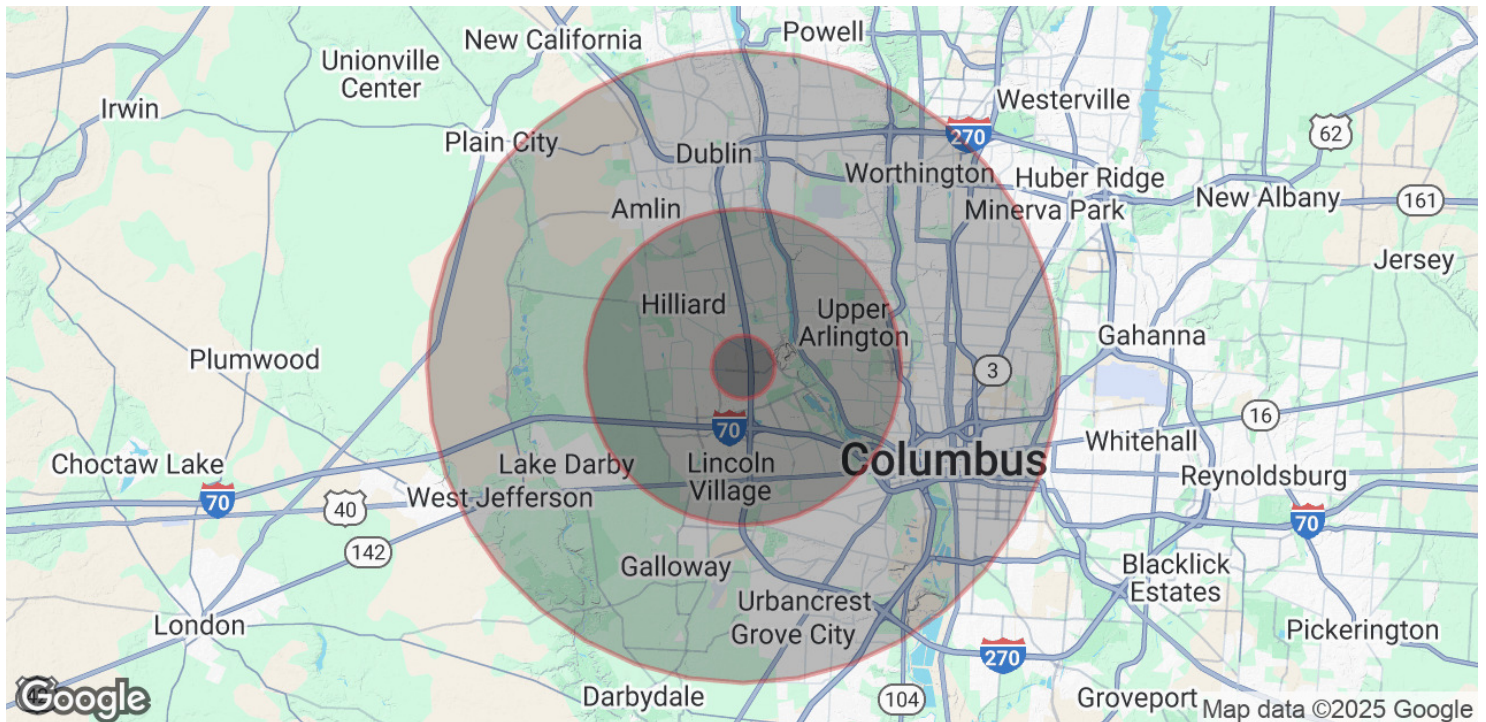 Powell
New California
Unionville
Center
Westerville
Irwin
62
270
Plain City
Dublin
Worthington
Huber Ridge
New Albany
161
Amlin
Minerva Park
Jersey
Hilliard
Upper
Arlington
Gahanna
Plumwood
3
16
70
Whitehall
Columbus
Choctaw Lake
Lake Darby
Lincoln
Village
Reynoldsburg
70
40
West Jefferson
70
142
Galloway
Blacklick
Estates
Urbancrest
London
Grove City
Pickerington
270
Google
Darbydale
104
Groveport
Map data ©2025 Google